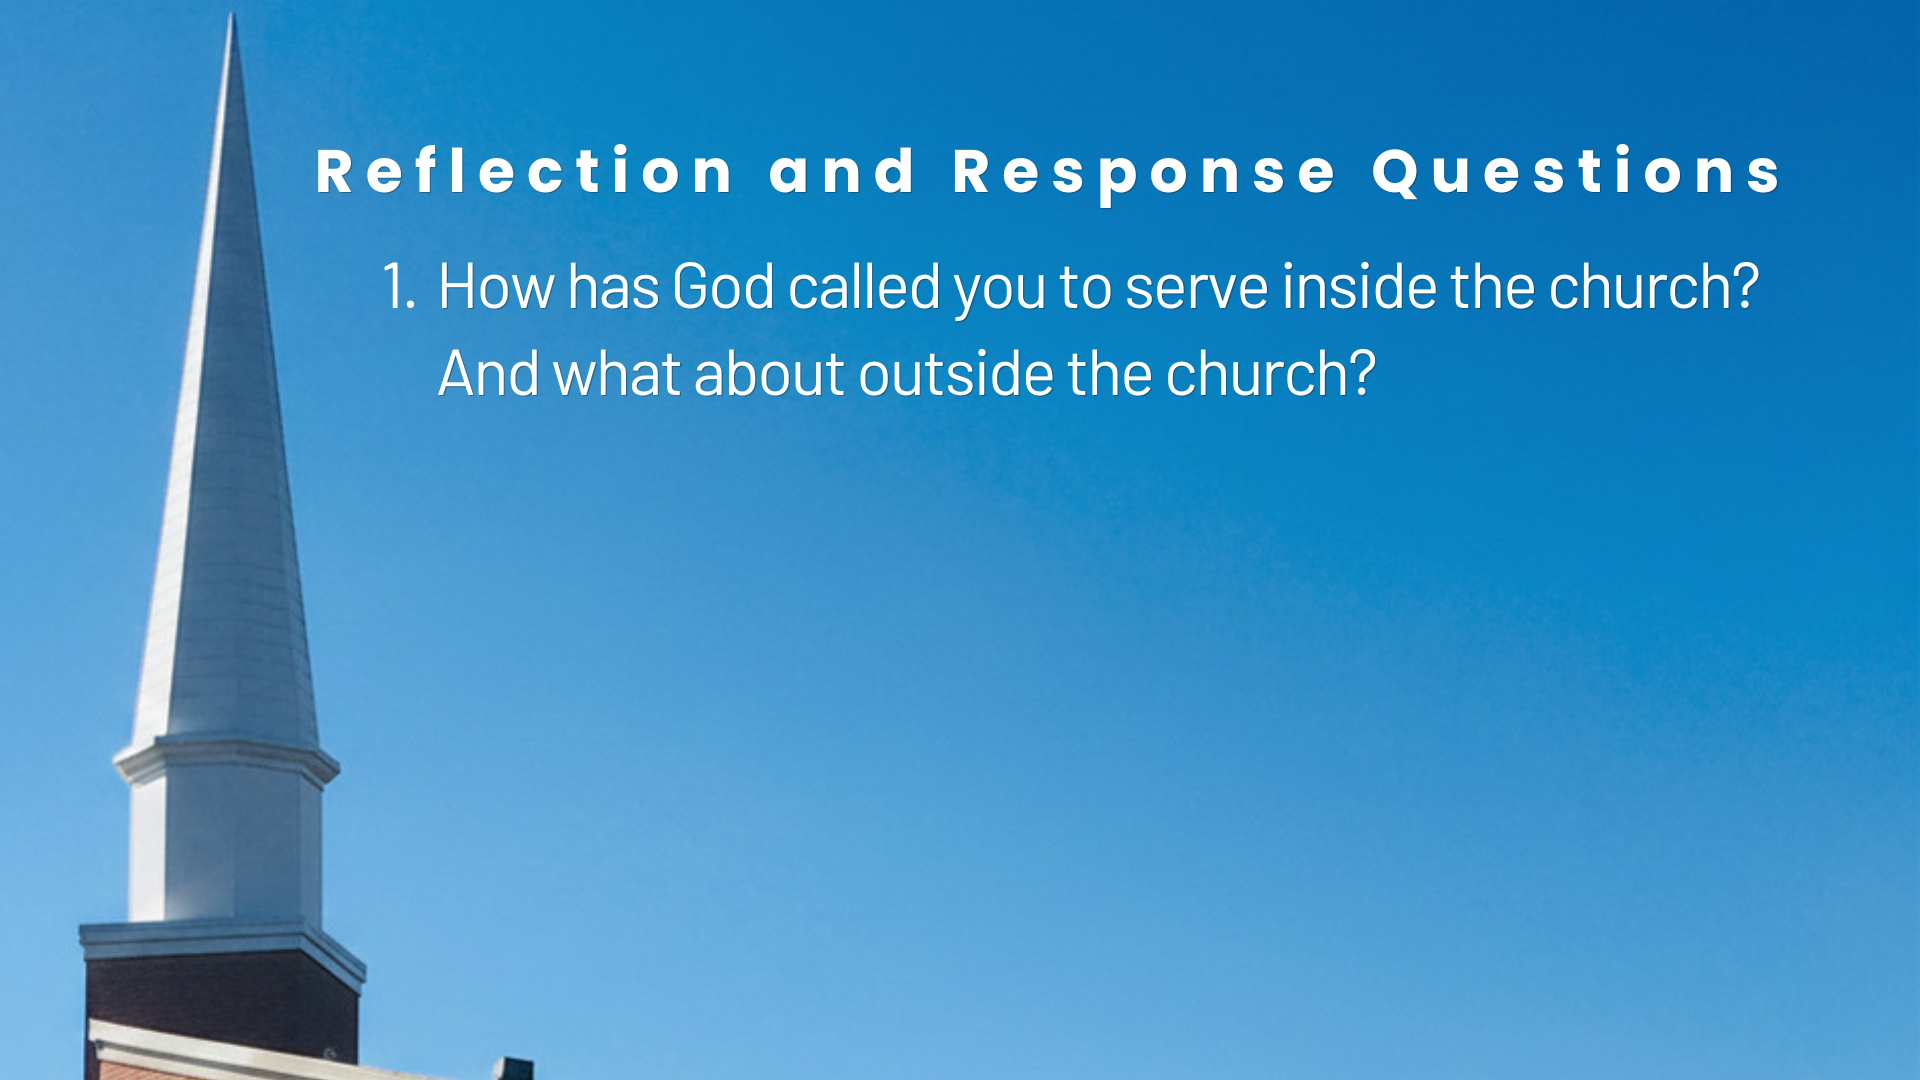 Reflection and Response Questions
1. How has God called you to serve inside the church?
And what about outside the church?